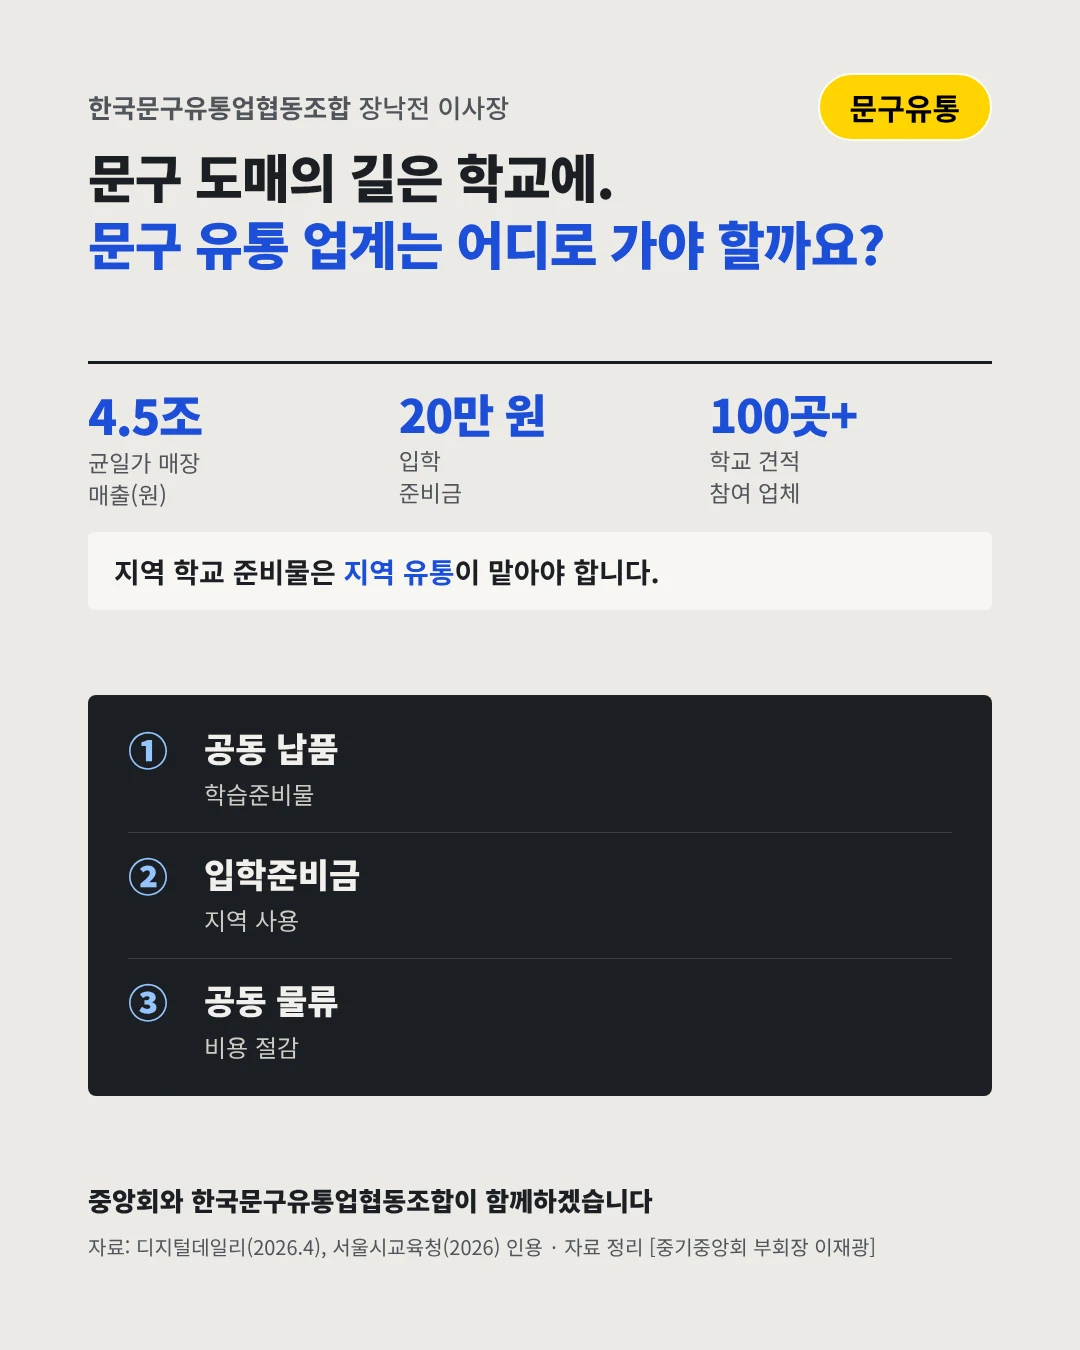 한국문구유통업협동조합 장낙전 이사장
문구유통
문구 도매의 길은 학교에.
문구 유통 업계는 어디로 가야 할까요?
4.5조
균일가 매장
매출(원)
20만 원
입학
준비금
100곳+
학교 견적
참여 업체
지역 학교 준비물은 지역 유통이 맡아야 합니다.
① 공동 납품
학습준비물
② 입학준비금
지역 사용
③ 공동 물류
비용 절감
중앙회와 한국문구유통업협동조합이 함께하겠습니다
자료: 디지털데일리(2026.4), 서울시교육청(2026) 인용 · 자료 정리 [중기중앙회 부회장 이재광]